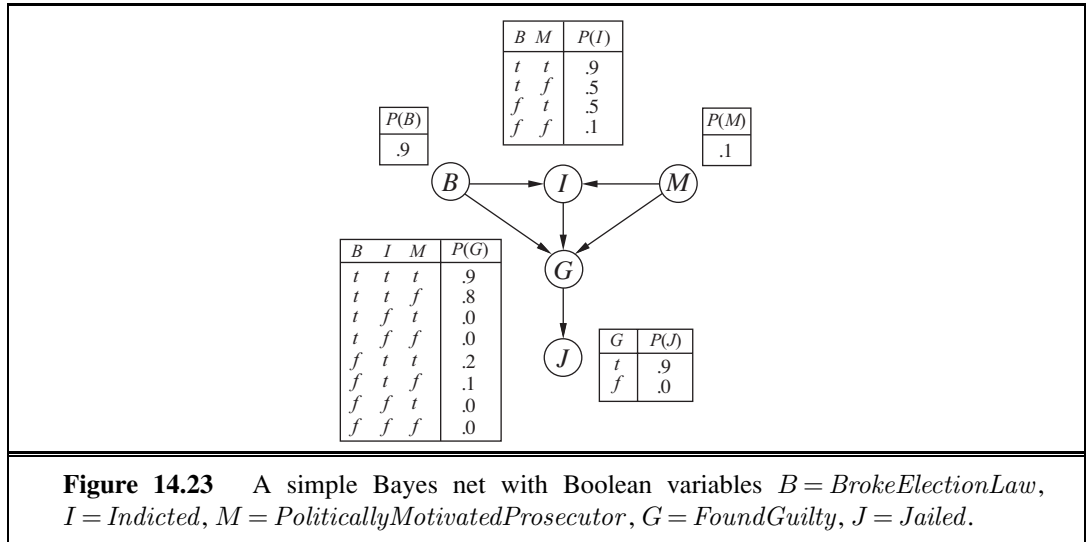 B M P(I)
t t .9
t f .5
f t .5
f f .1
P(B)
.9
P(M)
.1
B
I
M
B I M P(G)
t t t .9
t t f .8
t f t .0
t f f .0
f t t .2
f t f .1
f f t .0
f f f .0
G
J
G P(J)
t .9
f .0
Figure 14.23 A simple Bayes net with Boolean variables B = BrokeElectionLaw,
I = Indicted, M = PoliticallyMotivatedProsecutor, G = FoundGuilty, J = Jailed.